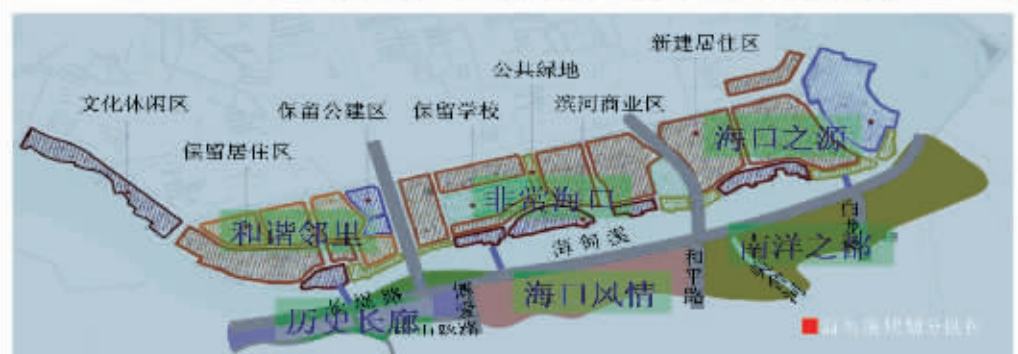 新建居住区
公共绿地
文化休闲区
保留公建区
保留学校
滨河商业区
保留居住区
海口之源
和谐邻里
非常海口
海甸溪
和平路
南洋之都
长堤路
历史长廊
海口风情